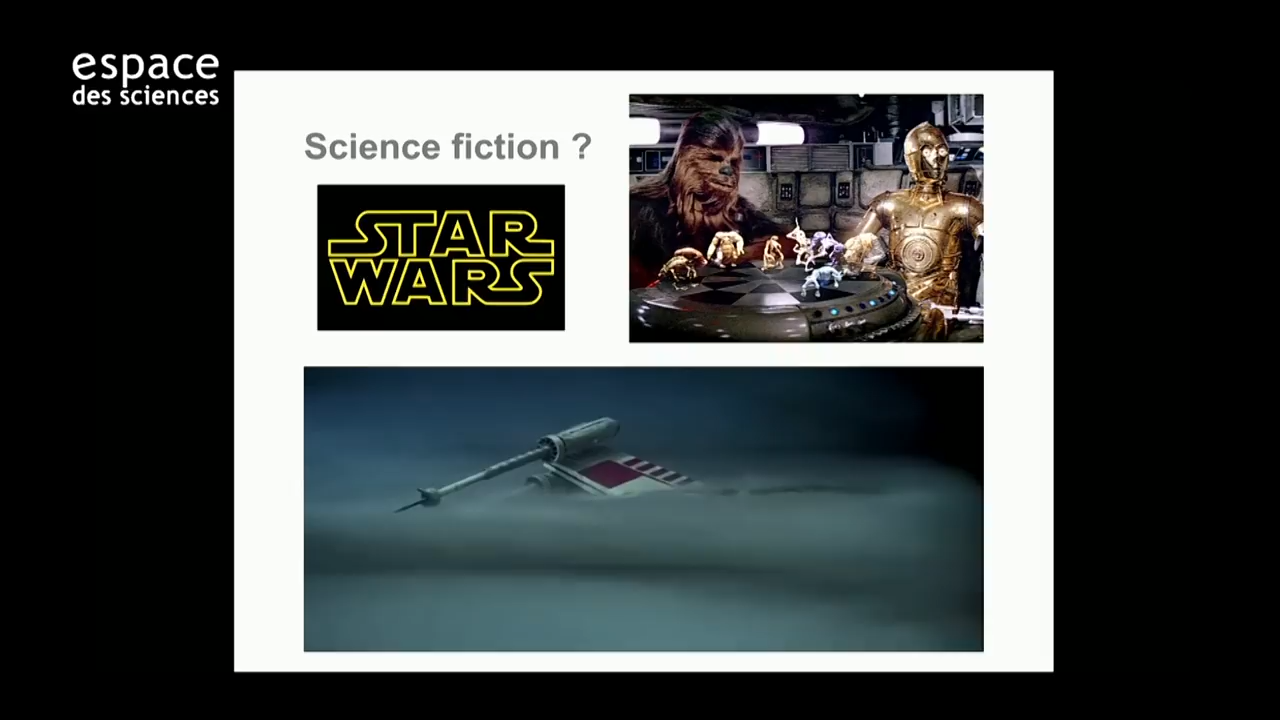 espace
des sciences
Science fiction ?
STAR
WARS